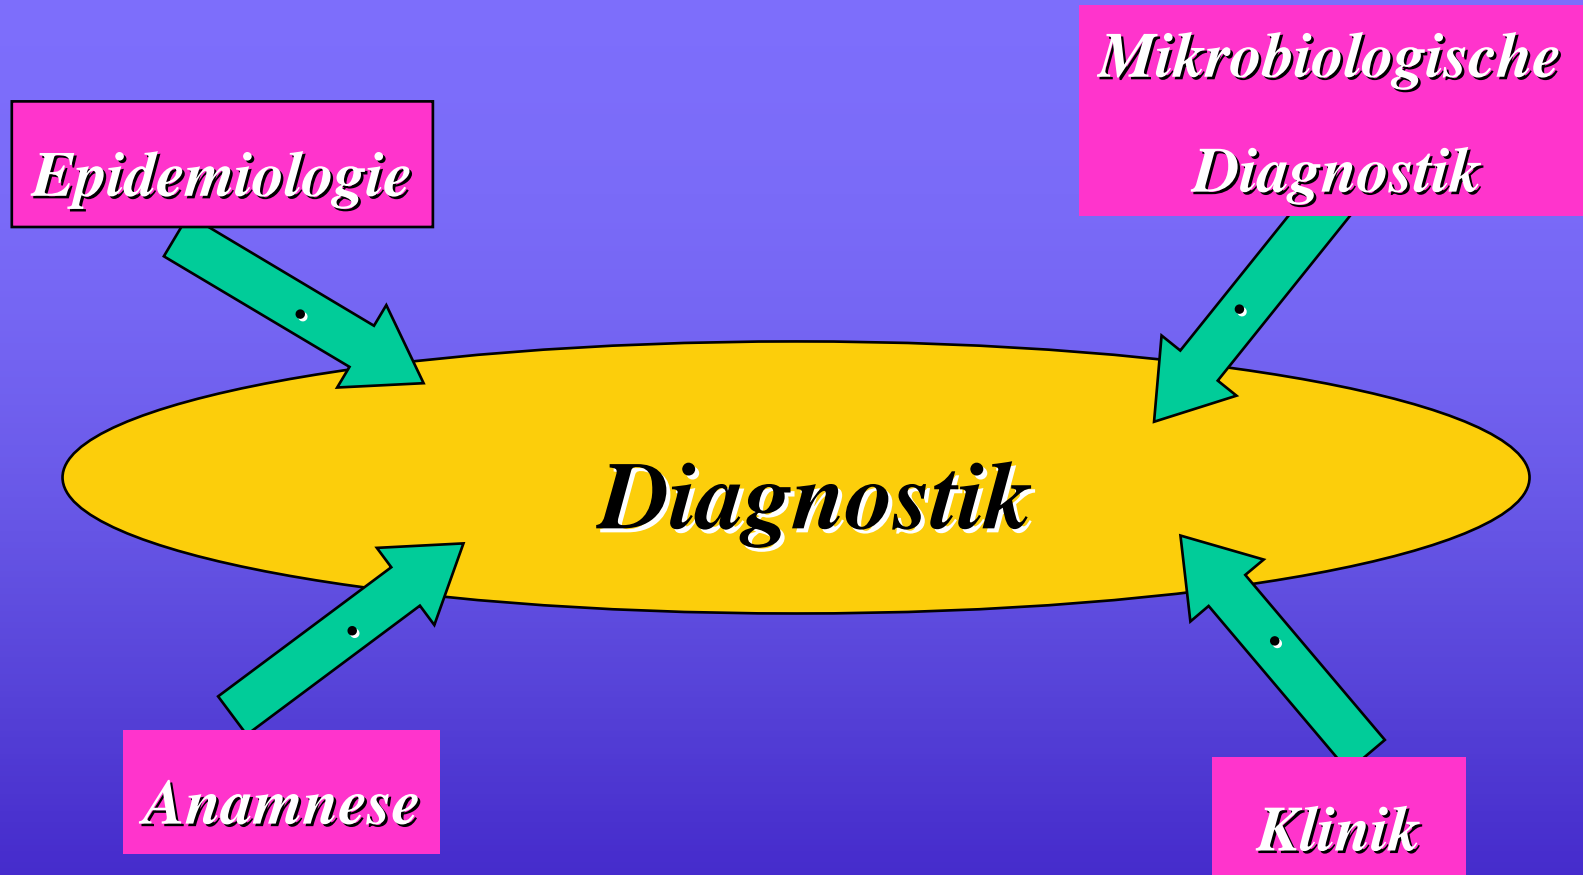 Mikrobiologische
Diagnostik
Epidemiologie
Diagnostik
Anamnese
Klinik